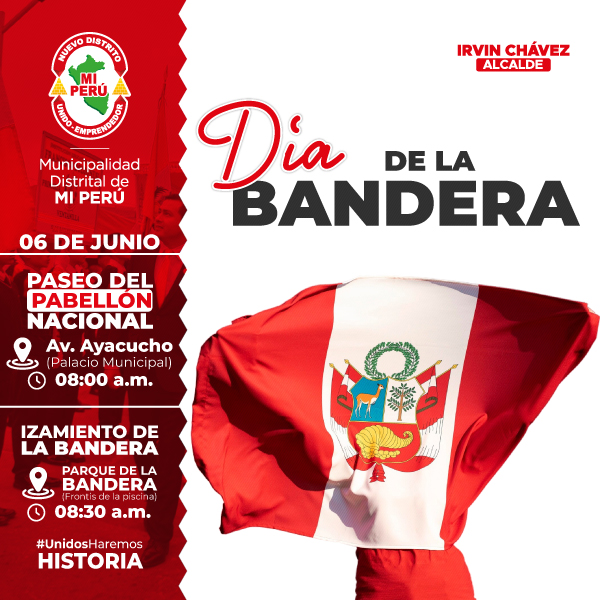 NUEVO DISTRITO
MI
PERÚ
UNIDO - EMPRENDEDOR
Municipalidad
Distrital de
MI PERÚ
IRVIN CHÁVEZ
ALCALDE
Día
DE LA
BANDERA
06 DE JUNIO
PASEO DEL
PABELLÓN
NACIONAL
Av. Ayacucho
(Palacio Municipal)
08:00 a.m.
IZAMIENTO DE
LA BANDERA
PARQUE DE LA
BANDERA
(Frontis de la piscina)
08:30 a.m.
#UnidosHaremos
HISTORIA